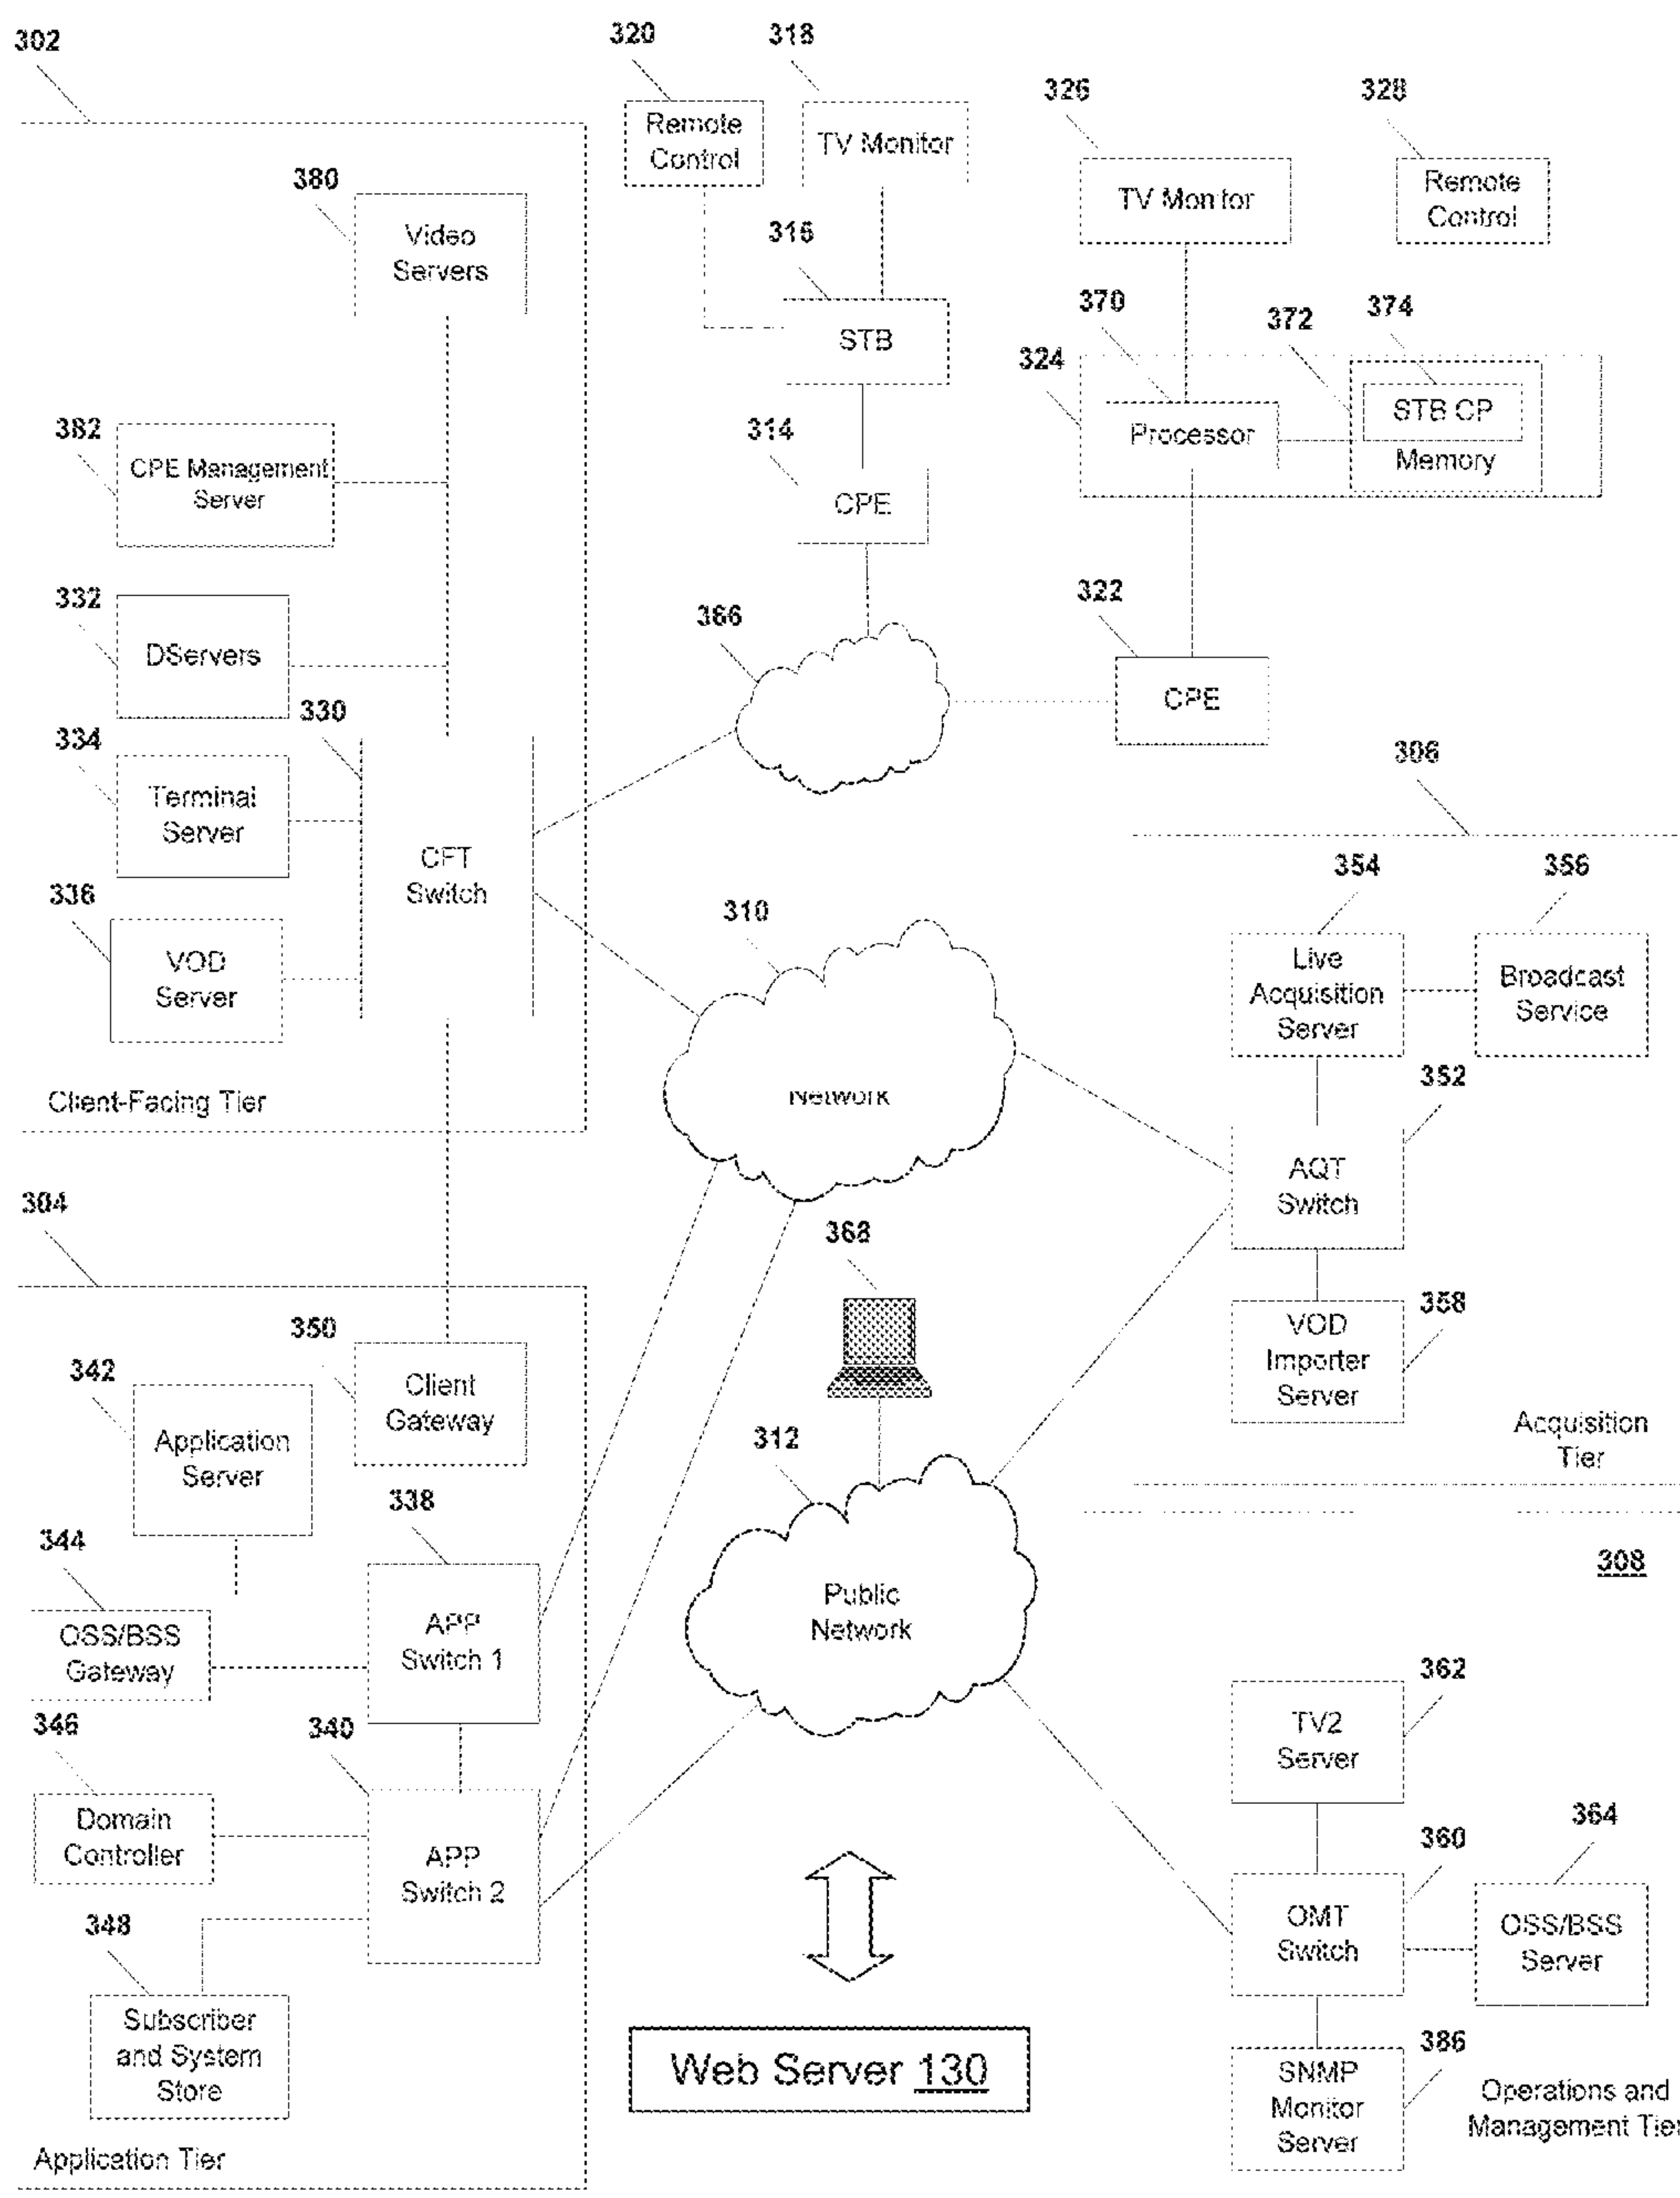 302
320
318
326
328
Remote
Control
TV Monitor
TV Monitor
Remote
Control
380
Video
Servers
316
STB
370
372
374
324
Processor
STB CP
Memory
382
CPE Management
Server
314
CPE
332
DServers
366
322
CPE
330
334
Terminal
Server
CFT
Switch
336
VOD
Server
Client-Facing Tier
306
354
356
Live
Acquisition
Server
Broadcast
Service
310
Network
352
AQT
Switch
304
368
358
VOD
Importer
Server
Acquisition
Tier
350
Client
Gateway
342
Application
Server
312
Public
Network
338
APP
Switch 1
344
OSS/BSS
Gateway
308
346
Domain
Controller
340
APP
Switch 2
362
TV2
Server
360
OMT
Switch
364
OSS/BSS
Server
348
Subscriber
and System
Store
Web Server 130
386
SNMP
Monitor
Server
Operations and
Management Tier
Application Tier